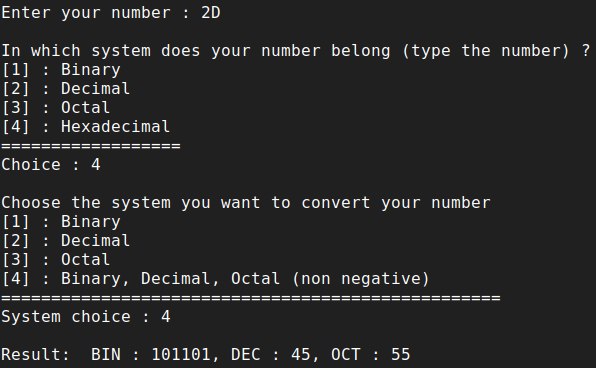 Enter your number : 2D
In which system does your number belong (type the number) ?
[1] : Binary
[2] : Decimal
[3] : Octal
[4] : Hexadecimal
==================
Choice : 4
Choose the system you want to convert your number
[1] : Binary
[2] : Decimal
[3] : Octal
[4] : Binary, Decimal, Octal (non negative)
==================================================
System choice : 4
Result:  BIN : 101101, DEC : 45, OCT : 55